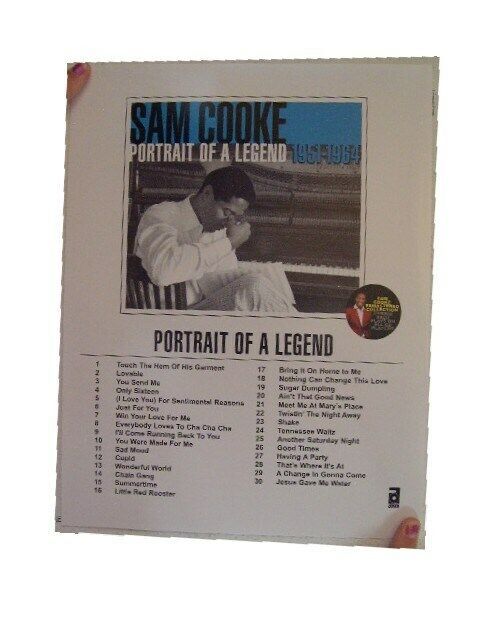 SAM COOKE
PORTRAIT OF A LEGEND 1951-1964
SAM
COOKE
REMASTERED
COLLECTION
PORTRAIT OF A LEGEND
1 Touch The Hem Of His Garment
2 Lovable
3 You Send Me
4 Only Sixteen
5 (I Love You) For Sentimental Reasons
6 Just For You
7 Win Your Love For Me
8 Everybody Loves To Cha Cha Cha
9 I'll Come Running Back To You
10 You Were Made For Me
11 Sad Mood
12 Cupid
13 Wonderful World
14 Chain Gang
15 Summertime
16 Little Red Rooster
17 Bring It On Home to Me
18 Nothing Can Change This Love
19 Sugar Dumpling
20 Ain't That Good News
21 Meet Me At Mary's Place
22 Twistin' The Night Away
23 Shake
24 Tennessee Waltz
25 Another Saturday Night
26 Good Times
27 Having A Party
28 That's Where It's At
29 A Change In Gonna Come
30 Jesus Gave Me Water